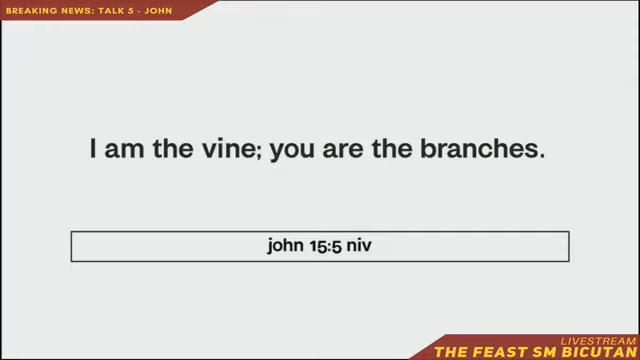 BREAKING NEWS: TALK 5 - JOHN
I am the vine; you are the branches.
john 15:5 niv
LIVESTREAM
THE FEAST SM BICUTAN